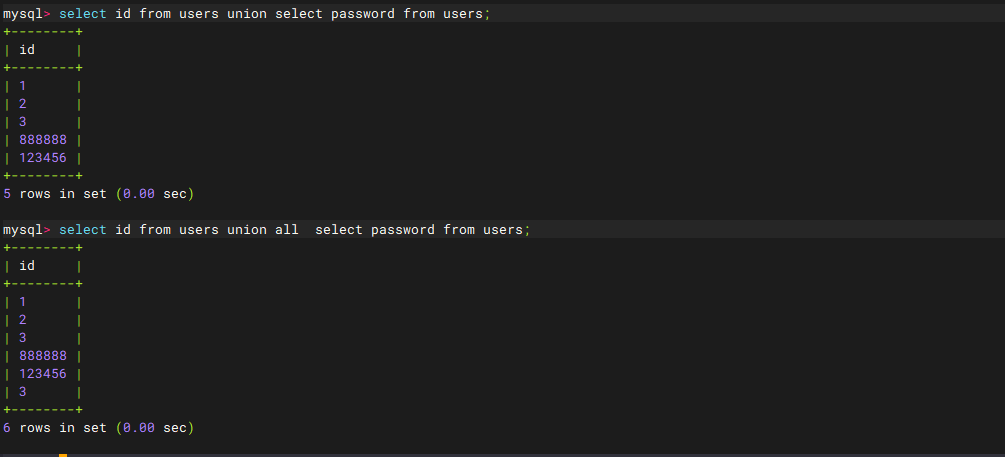 mysql> select id from users union select password from users;
+--------+
| id     |
+--------+
| 1      |
| 2      |
| 3      |
| 888888 |
| 123456 |
+--------+
5 rows in set (0.00 sec)
mysql> select id from users union all  select password from users;
+--------+
| id     |
+--------+
| 1      |
| 2      |
| 3      |
| 888888 |
| 123456 |
| 3      |
+--------+
6 rows in set (0.00 sec)